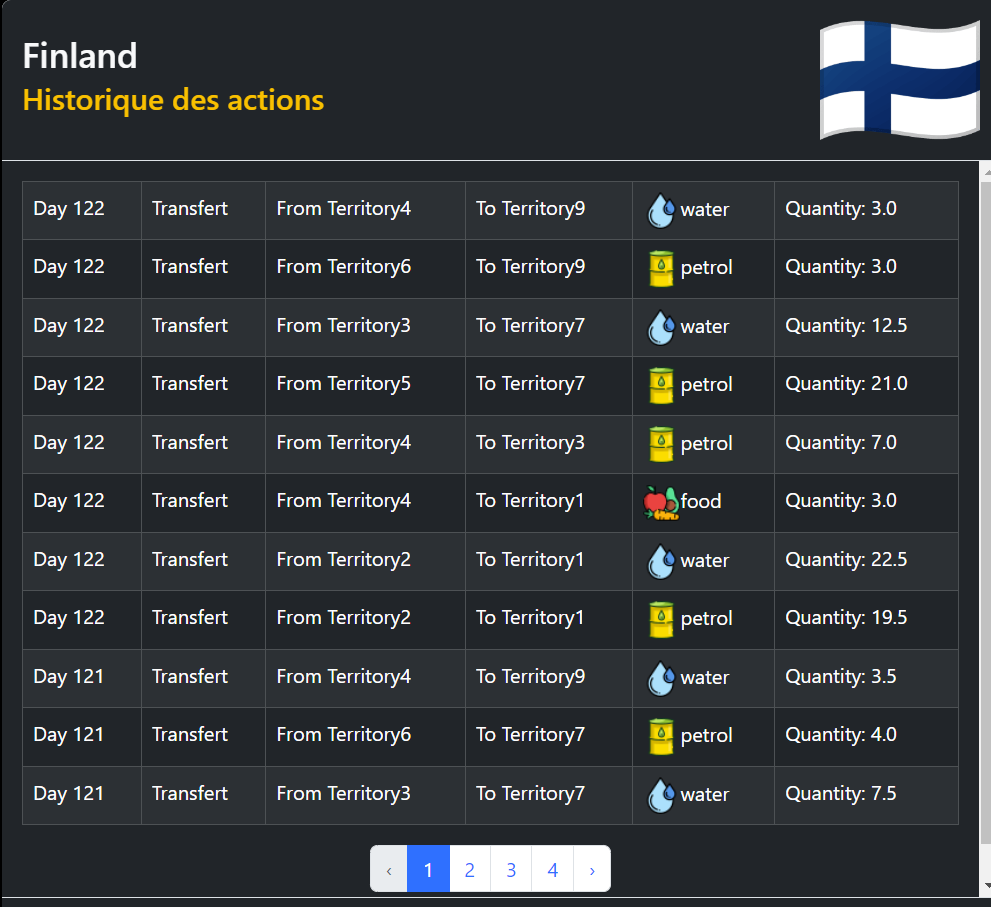 Finland
Historique des actions
Day 122 Transfert From Territory4 To Territory9 water Quantity: 3.0
Day 122 Transfert From Territory6 To Territory9 petrol Quantity: 3.0
Day 122 Transfert From Territory3 To Territory7 water Quantity: 12.5
Day 122 Transfert From Territory5 To Territory7 petrol Quantity: 21.0
Day 122 Transfert From Territory4 To Territory3 petrol Quantity: 7.0
Day 122 Transfert From Territory4 To Territory1 food Quantity: 3.0
Day 122 Transfert From Territory2 To Territory1 water Quantity: 22.5
Day 122 Transfert From Territory2 To Territory1 petrol Quantity: 19.5
Day 121 Transfert From Territory4 To Territory9 water Quantity: 3.5
Day 121 Transfert From Territory6 To Territory7 petrol Quantity: 4.0
Day 121 Transfert From Territory3 To Territory7 water Quantity: 7.5
‹ 1 2 3 4 ›